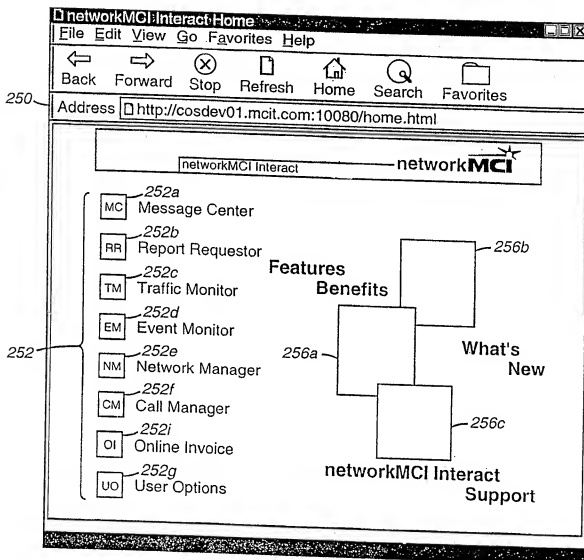 networkMCI Interact Home
File Edit View Go Favorites Help
Back Forward Stop Refresh Home Search Favorites
250
Address http://cosdev01.mcit.com:10080/home.html
networkMCI Interact
networkMCI
252
MC 252a Message Center
RR 252b Report Requestor
TM 252c Traffic Monitor
EM 252d Event Monitor
NM 252e Network Manager
CM 252f Call Manager
OI 252i Online Invoice
UO 252g User Options
256b
Features
Benefits
256a
What's
New
256c
networkMCI Interact
Support